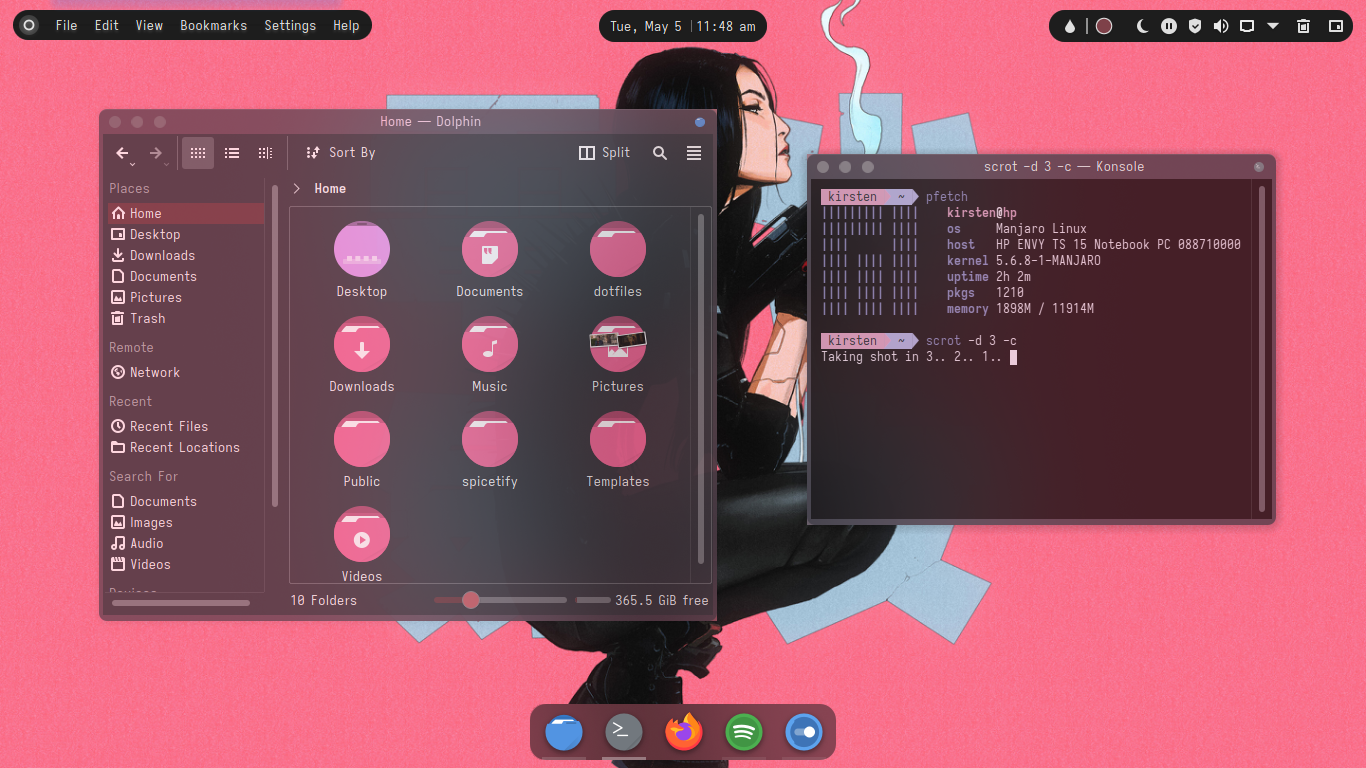 File Edit View Bookmarks Settings Help
Tue, May 5 | 11:48 am
Home — Dolphin
Sort By
Split
Places
Home
Desktop
Downloads
Documents
Pictures
Trash
Remote
Network
Recent
Recent Files
Recent Locations
Search For
Documents
Images
Audio
Videos
Devices
Home
Desktop Documents dotfiles
Downloads Music Pictures
Public spicetify Templates
Videos
10 Folders
365.5 GiB free
scrot -d 3 -c — Konsole
kirsten ~ pfetch
kirsten@hp
os Manjaro Linux
host HP ENVY TS 15 Notebook PC 088710000
kernel 5.6.8-1-MANJARO
uptime 2h 2m
pkgs 1210
memory 1898M / 11914M
kirsten ~ scrot -d 3 -c
Taking shot in 3.. 2.. 1..